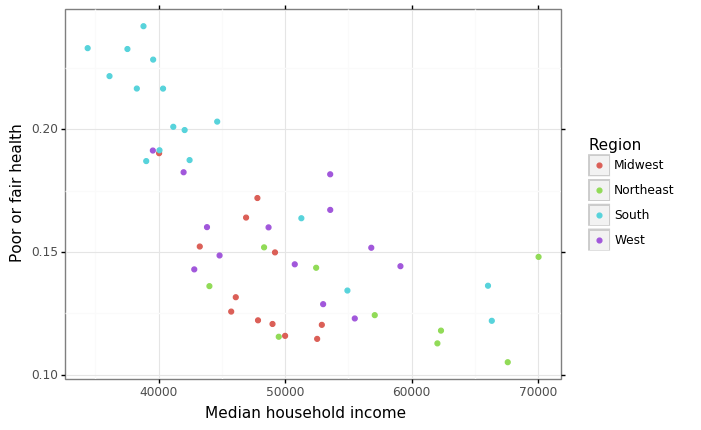 Poor or fair health
0.20
0.15
0.10
40000 50000 60000 70000
Median household income
Region
Midwest
Northeast
South
West